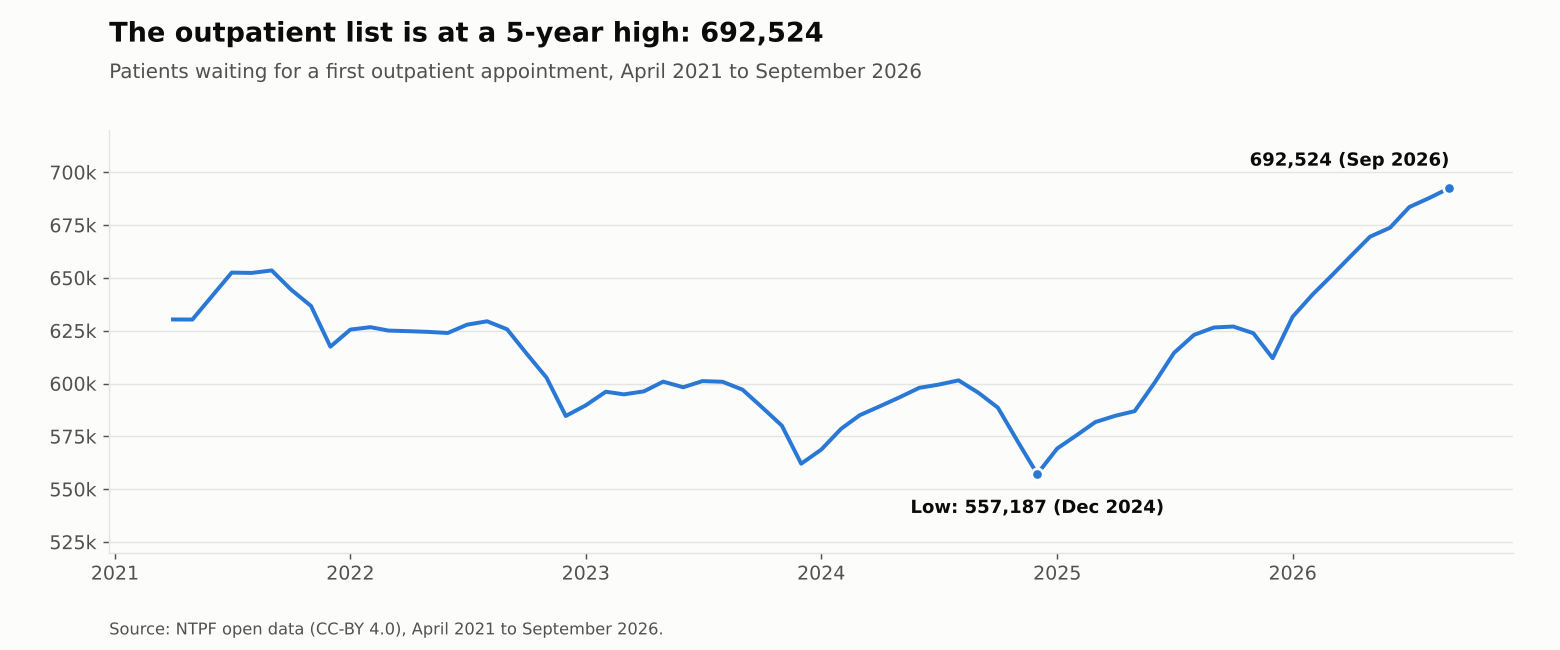 The outpatient list is at a 5-year high: 692,524
Patients waiting for a first outpatient appointment, April 2021 to September 2026
692,524 (Sep 2026)
700k
675k
650k
625k
600k
575k
550k
525k
Low: 557,187 (Dec 2024)
2021 2022 2023 2024 2025 2026
Source: NTPF open data (CC-BY 4.0), April 2021 to September 2026.